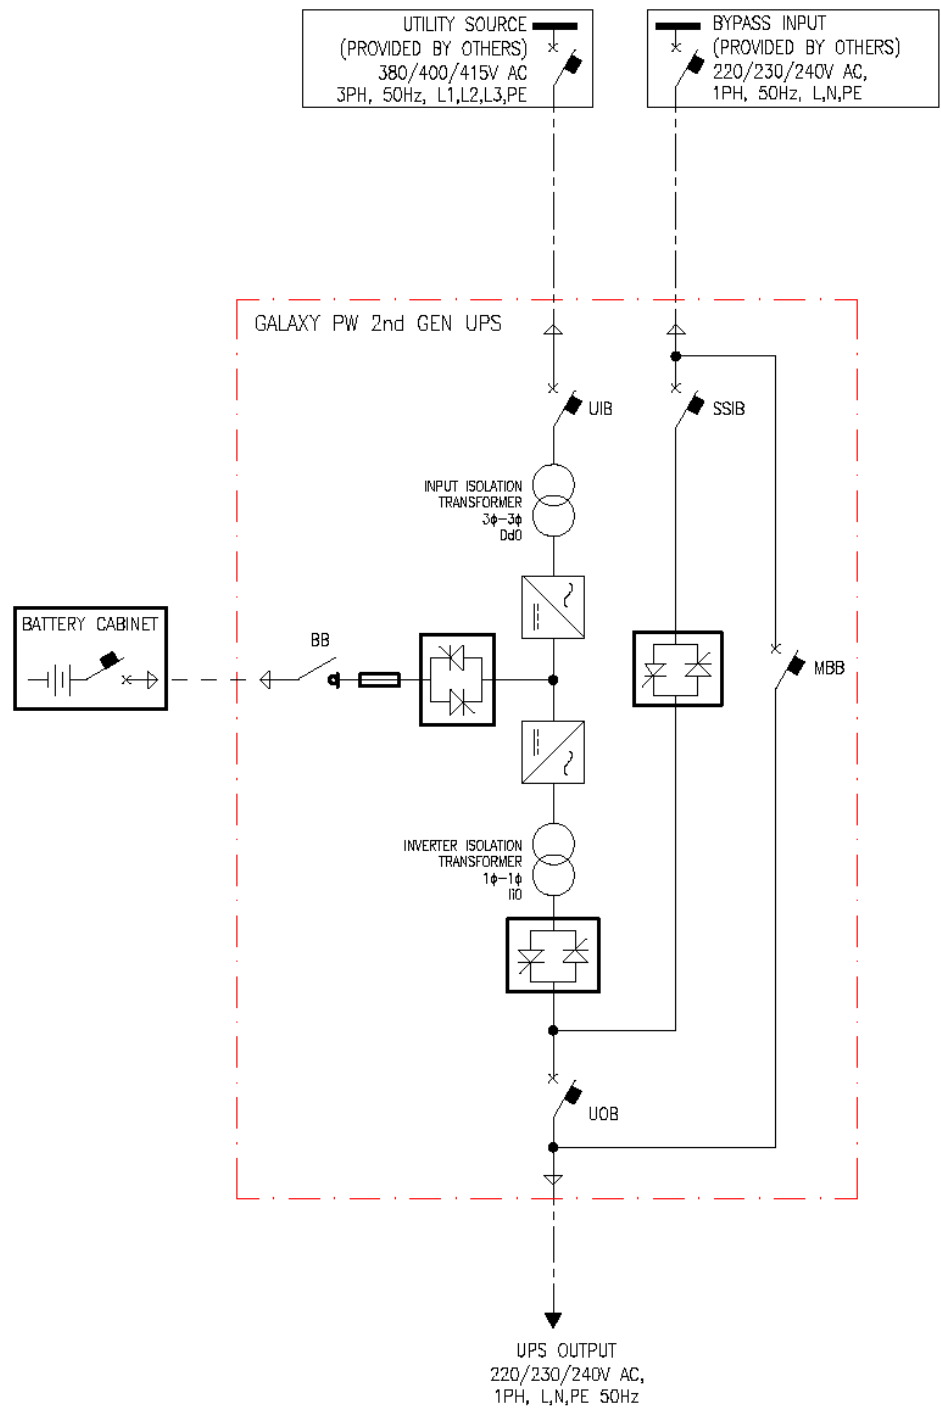 UTILITY SOURCE
(PROVIDED BY OTHERS)
380/400/415V AC
3PH, 50Hz, L1,L2,L3,PE
BYPASS INPUT
(PROVIDED BY OTHERS)
220/230/240V AC,
1PH, 50Hz, L,N,PE
GALAXY PW 2nd GEN UPS
UIB
SSIB
INPUT ISOLATION
TRANSFORMER
3ϕ-3ϕ
Dd0
BATTERY CABINET
BB
MBB
INVERTER ISOLATION
TRANSFORMER
1ϕ-1ϕ
Ii0
UOB
UPS OUTPUT
220/230/240V AC,
1PH, L,N,PE 50Hz